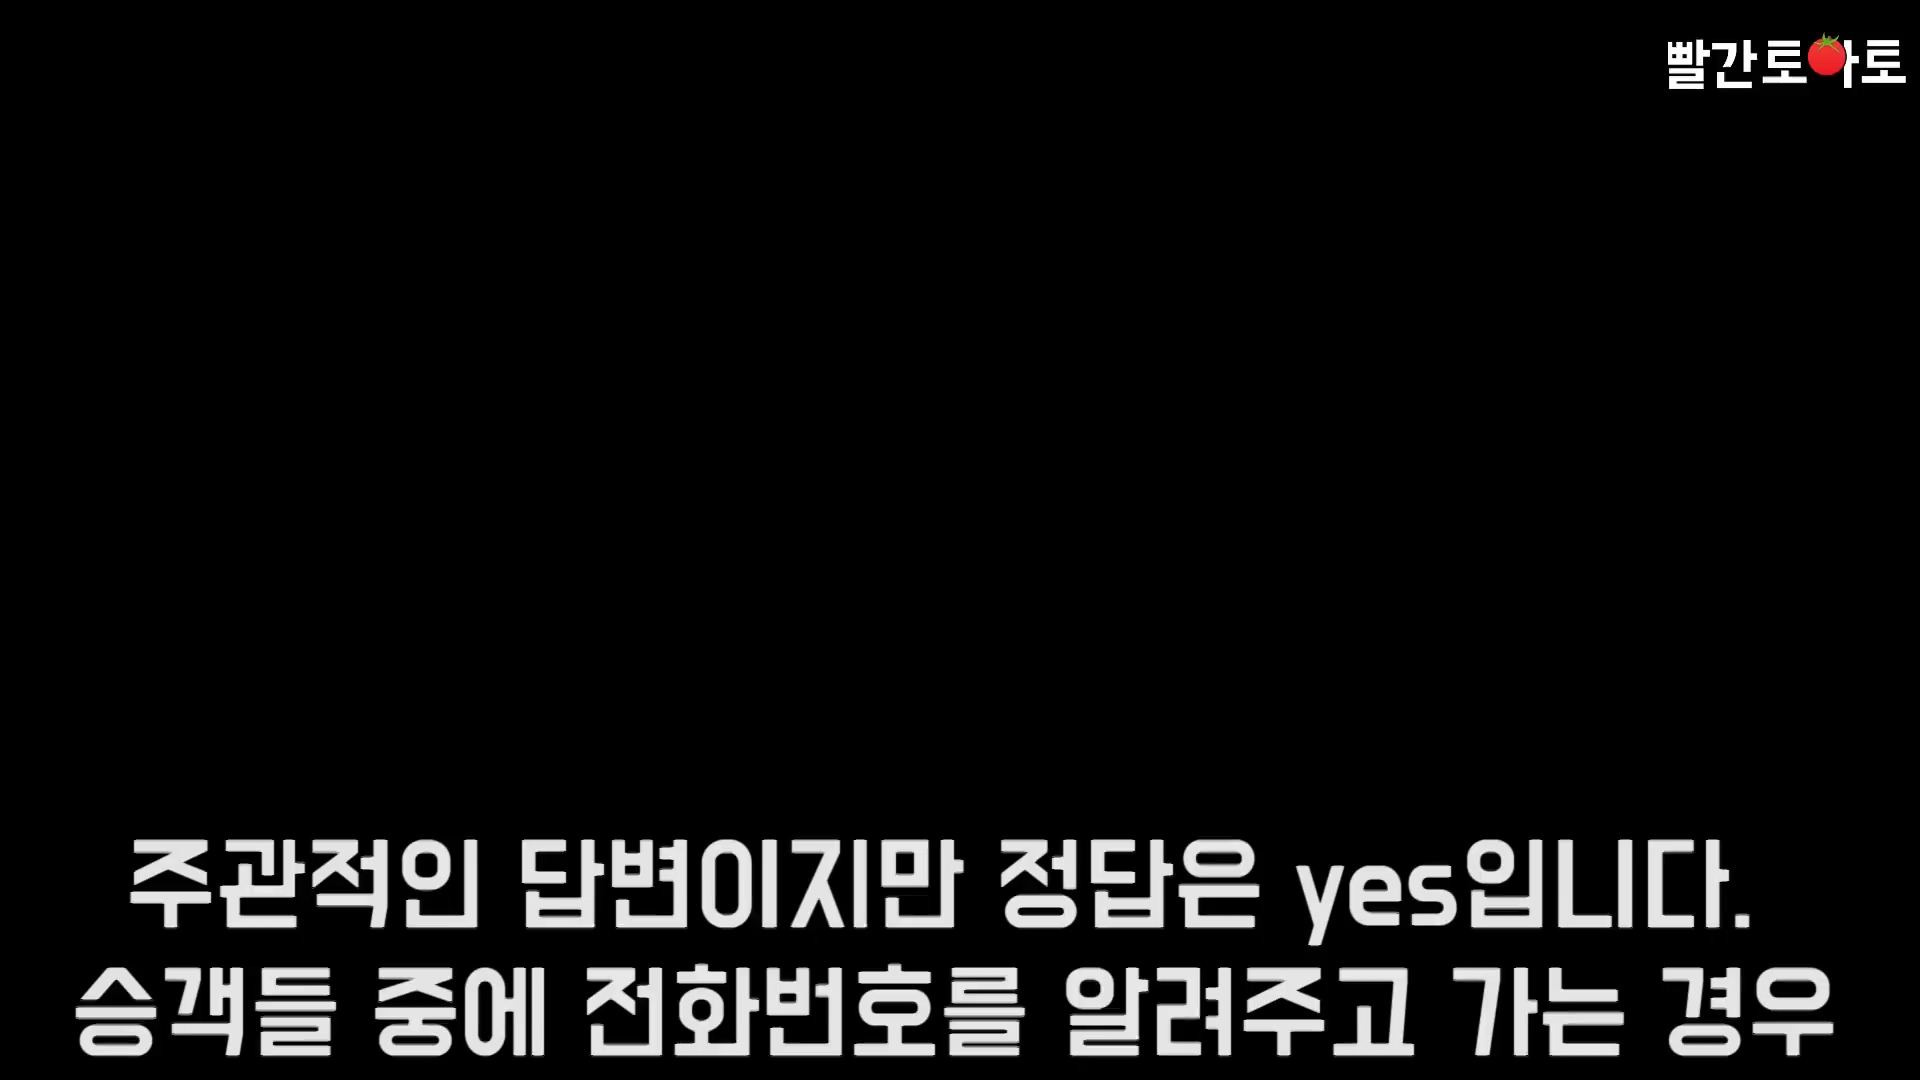 빨간토마토
주관적인 답변이지만 정답은 yes입니다.
승객들 중에 전화번호를 알려주고 가는 경우